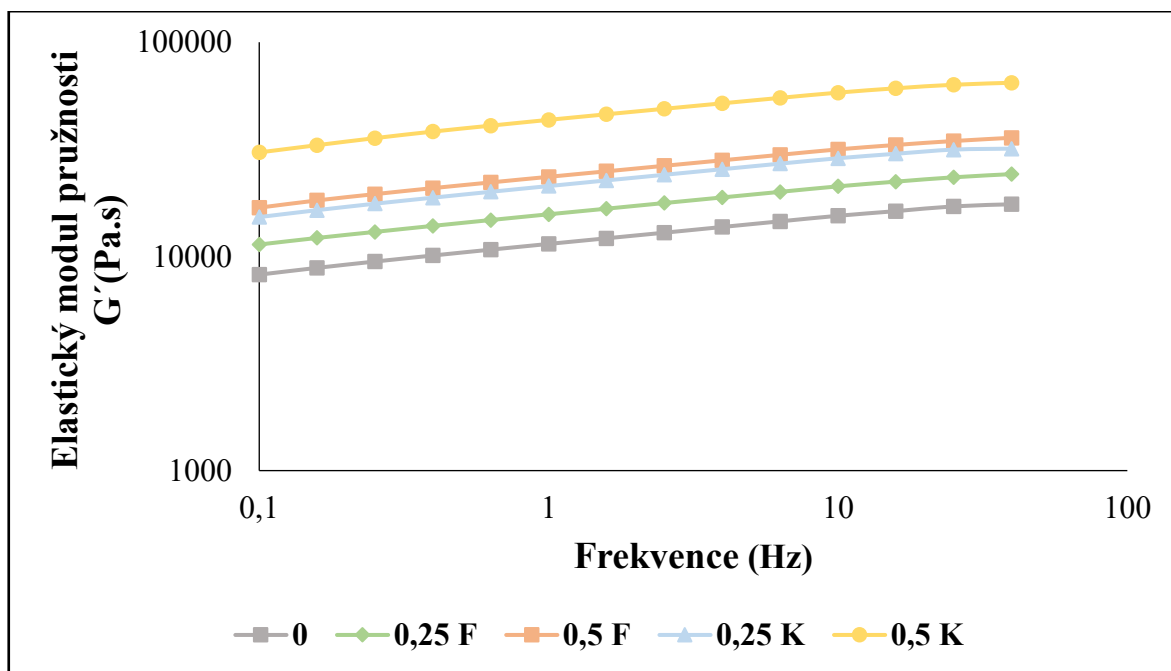 Elastický modul pružnosti
G´(Pa.s)
100000
10000
1000
0,1
1
10
100
Frekvence (Hz)
0
0,25 F
0,5 F
0,25 K
0,5 K